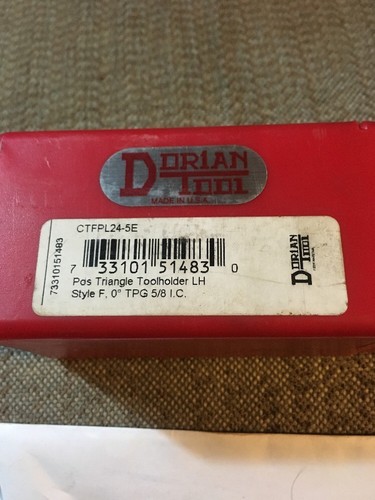 DORIAN
TOOL
MADE IN U.S.A.
CTFPL24-5E
7 33101 51483 0
73310151483
Pos Triangle Toolholder LH
Style F, 0° TPG 5/8 I.C.
DORIAN
TOOL